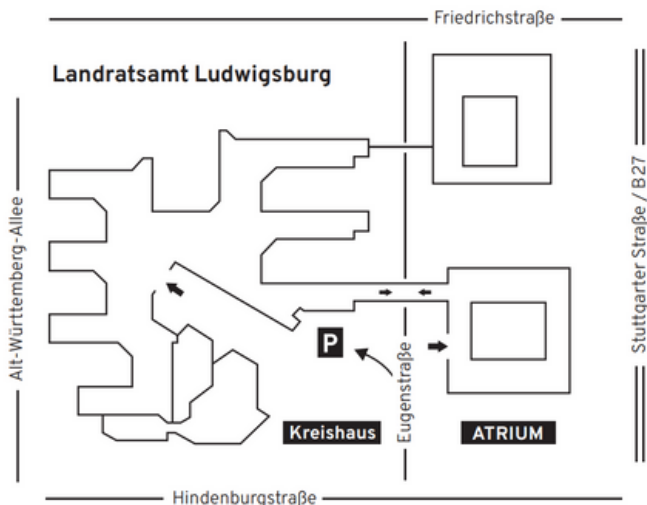 Friedrichstraße
Landratsamt Ludwigsburg
Alt-Württemberg-Allee
Stuttgarter Straße / B27
P
Eugenstraße
Kreishaus
ATRIUM
Hindenburgstraße